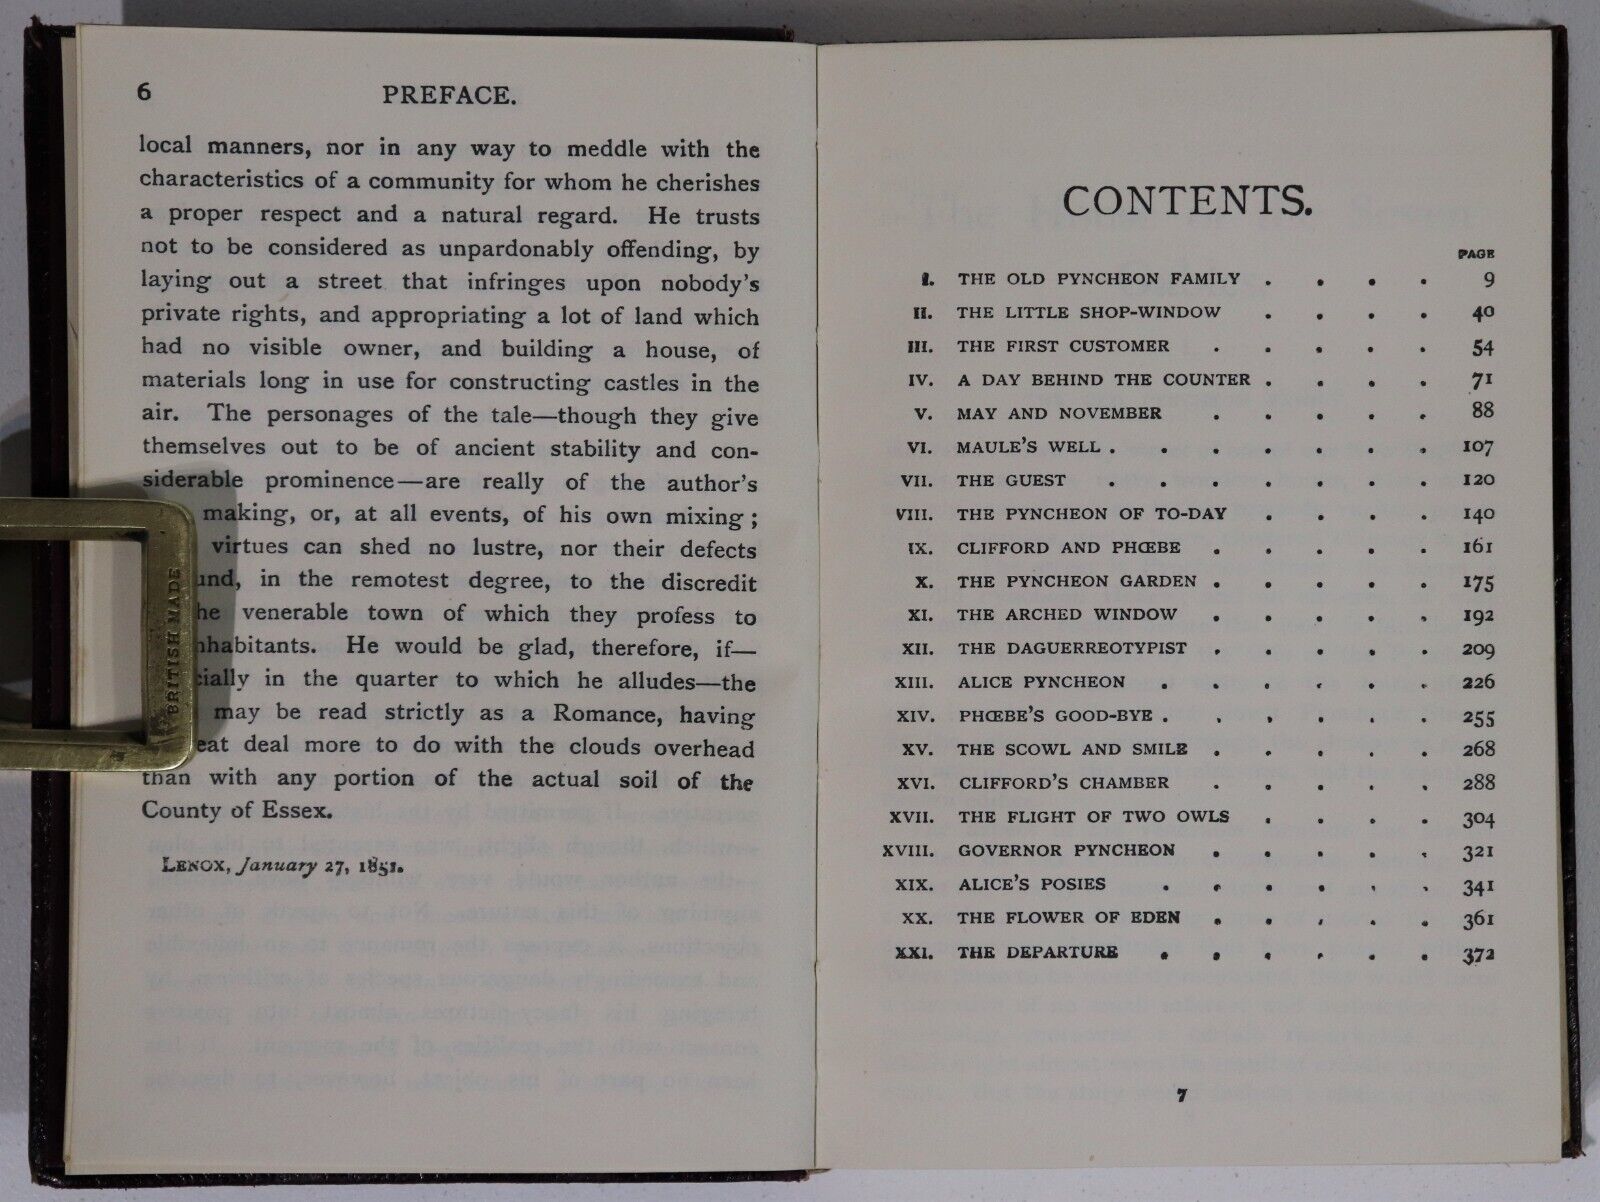 6 PREFACE.
local manners, nor in any way to meddle with the
characteristics of a community for whom he cherishes
a proper respect and a natural regard. He trusts
not to be considered as unpardonably offending, by
laying out a street that infringes upon nobody's
private rights, and appropriating a lot of land which
had no visible owner, and building a house, of
materials long in use for constructing castles in the
air. The personages of the tale—though they give
themselves out to be of ancient stability and con-
siderable prominence—are really of the author's
making, or, at all events, of his own mixing;
virtues can shed no lustre, nor their defects
und, in the remotest degree, to the discredit
he venerable town of which they profess to
nhabitants. He would be glad, therefore, if—
cially in the quarter to which he alludes—the
may be read strictly as a Romance, having
eat deal more to do with the clouds overhead
than with any portion of the actual soil of the
County of Essex.
LENOX, January 27, 1851.
BRITISH MADE
CONTENTS.
PAGE
I. THE OLD PYNCHEON FAMILY . . . . 9
II. THE LITTLE SHOP-WINDOW . . . . 40
III. THE FIRST CUSTOMER . . . . . 54
IV. A DAY BEHIND THE COUNTER . . . . 71
V. MAY AND NOVEMBER . . . . . 88
VI. MAULE'S WELL . . . . . . . 107
VII. THE GUEST . . . . . . . 120
VIII. THE PYNCHEON OF TO-DAY . . . . 140
IX. CLIFFORD AND PHŒBE . . . . . 161
X. THE PYNCHEON GARDEN . . . . . 175
XI. THE ARCHED WINDOW . . . . . 192
XII. THE DAGUERREOTYPIST . . . . . 209
XIII. ALICE PYNCHEON . . . . . . 226
XIV. PHŒBE'S GOOD-BYE . . . . . . 255
XV. THE SCOWL AND SMILE . . . . . 268
XVI. CLIFFORD'S CHAMBER . . . . . 288
XVII. THE FLIGHT OF TWO OWLS . . . . 304
XVIII. GOVERNOR PYNCHEON . . . . . 321
XIX. ALICE'S POSIES . . . . . . 341
XX. THE FLOWER OF EDEN . . . . . 361
XXI. THE DEPARTURE . . . . . . 372
7